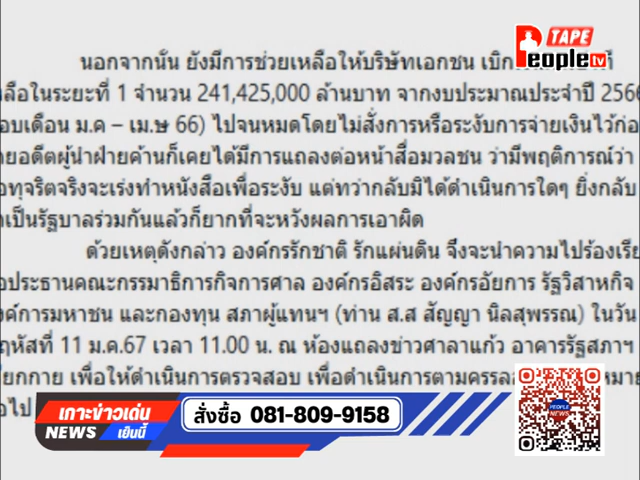 TAPE
People tv
นอกจากนั้น ยังมีการช่วยเหลือให้บริษัทเอกชน
หลือในระยะที่ 1 จำนวน 241,425,000 ล้านบาท จากงบประมาณประจำปี 2566
อบเดือน ม.ค – เม.ษ 66) ไปจนหมดโดยไม่สั่งการหรือระงับการจ่ายเงินไว้ก่อ
ยอดีตผู้นำฝ่ายค้านก็เคยได้มีการแถลงต่อหน้าสื่อมวลชน ว่ามีพฤติการณ์ว่า
อทุจริตจริงจะเร่งทำหนังสือเพื่อระงับ แต่ทว่ากลับมิได้ดำเนินการใดๆ ยิ่งกลับ
เป็นรัฐบาลร่วมกันแล้วก็ยากที่จะหวังผลการเอาผิด
ด้วยเหตุดังกล่าว องค์กรรักชาติ รักแผ่นดิน จึงจะนำความไปร้องเรีย
อประธานคณะกรรมาธิการกิจการศาล องค์กรอิสระ องค์กรอัยการ รัฐวิสาหกิจ
งค์การมหาชน และกองทุน สภาผู้แทนฯ (ท่าน ส.ส สัญญา นิลสุพรรณ) ในวัน
ฤหัสที่ 11 ม.ค.67 เวลา 11.00 น. ณ ห้องแถลงข่าวศาลาแก้ว อาคารรัฐสภาฯ
ยกกาย เพื่อให้ดำเนินการตรวจสอบ เพื่อดำเนินการตามครรล
อไป
เกาะข่าวเด่น
NEWS เย็นนี้
สั่งซื้อ 081-809-9158
PEOPLE NEWS